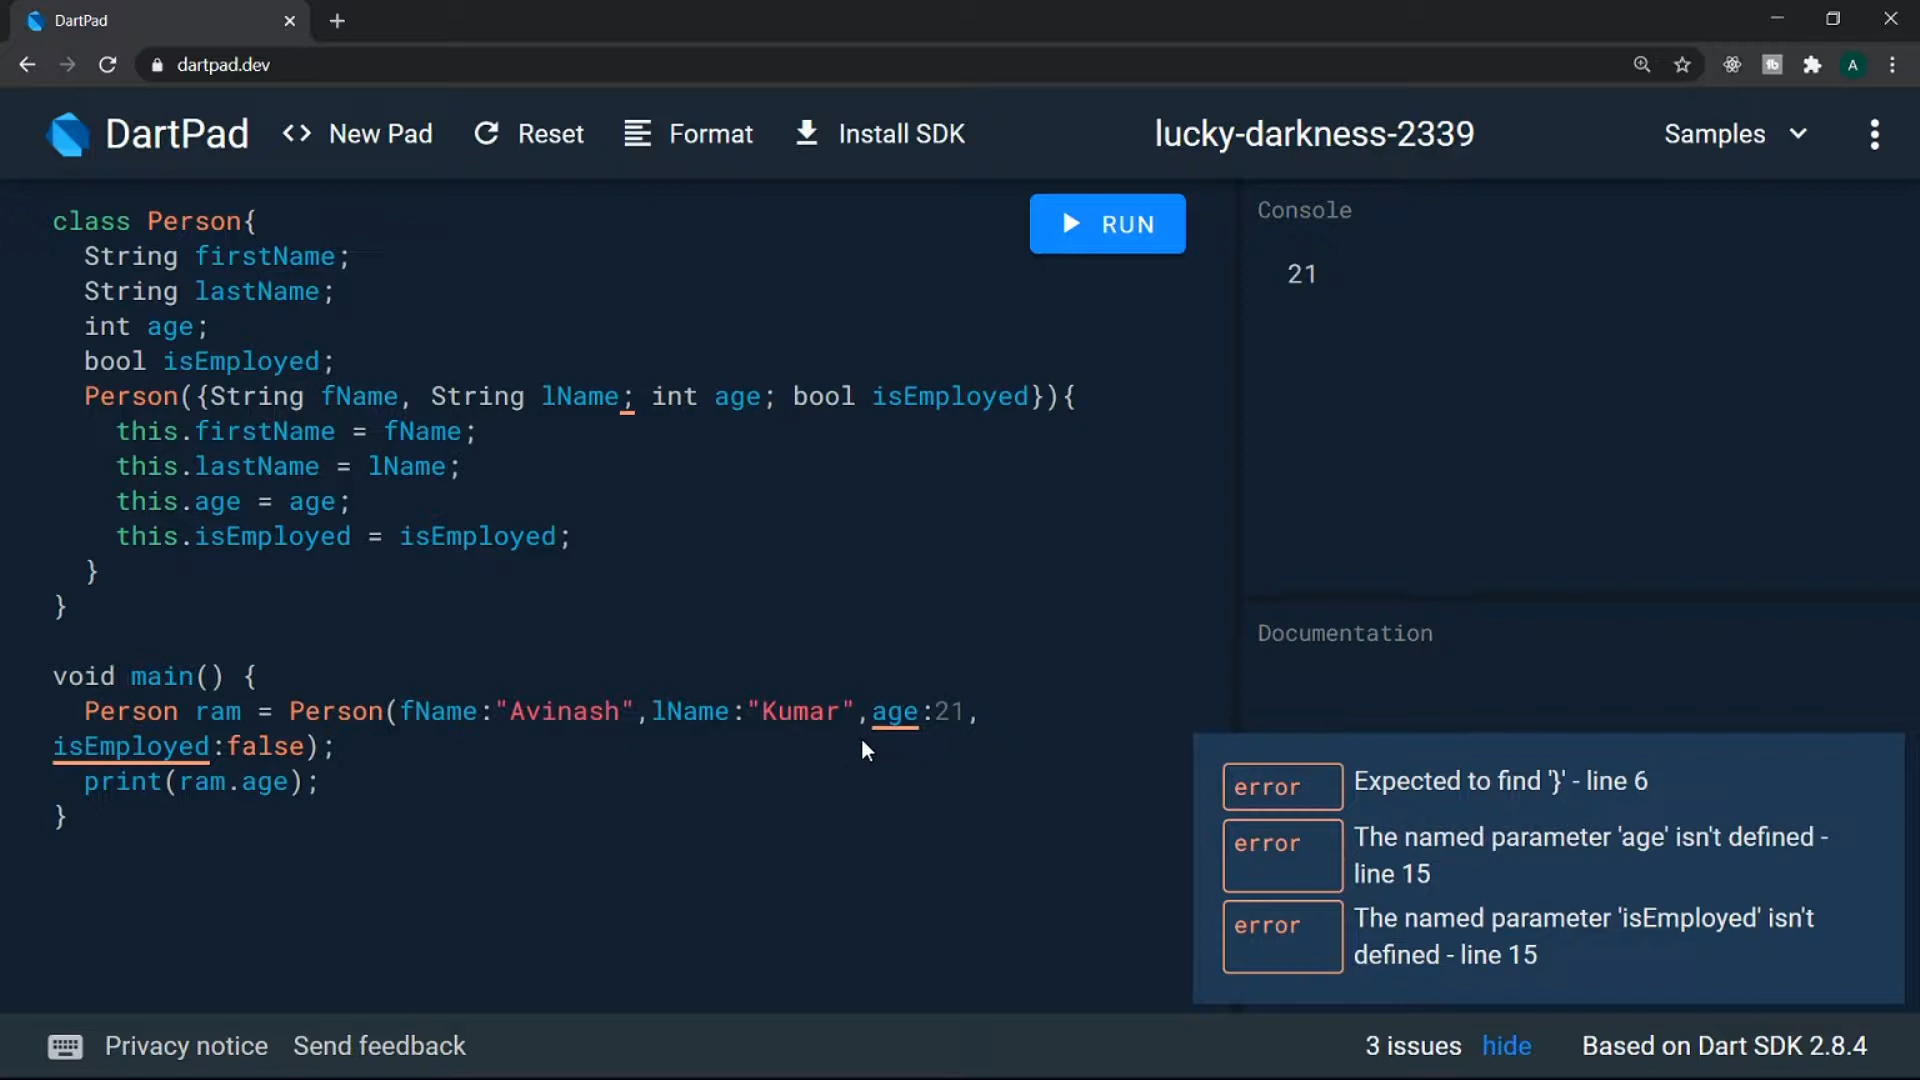 DartPad
dartpad.dev
A
DartPad
<> New Pad
Reset
Format
Install SDK
lucky-darkness-2339
Samples
class Person{
String firstName;
String lastName;
int age;
bool isEmployed;
Person({String fName, String lName; int age; bool isEmployed}){
this.firstName = fName;
this.lastName = lName;
this.age = age;
this.isEmployed = isEmployed;
}
}
void main() {
Person ram = Person(fName:"Avinash",lName:"Kumar",age:21,
isEmployed:false);
print(ram.age);
}
RUN
Console
21
Documentation
error Expected to find '}' - line 6
error The named parameter 'age' isn't defined -
line 15
error The named parameter 'isEmployed' isn't
defined - line 15
Privacy notice
Send feedback
3 issues
hide
Based on Dart SDK 2.8.4